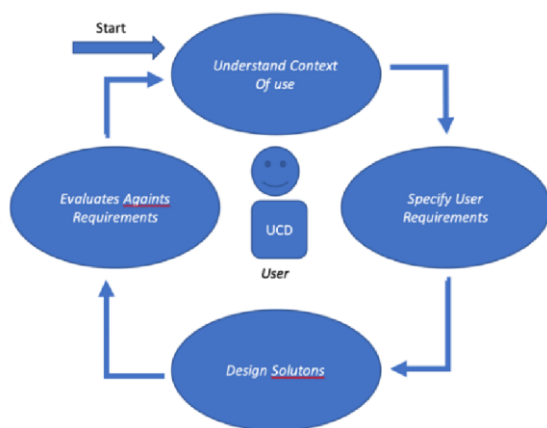 Start
Understand Context
Of use
Evaluates Againts
Requirements
Specify User
Requirements
UCD
User
Design Solutons